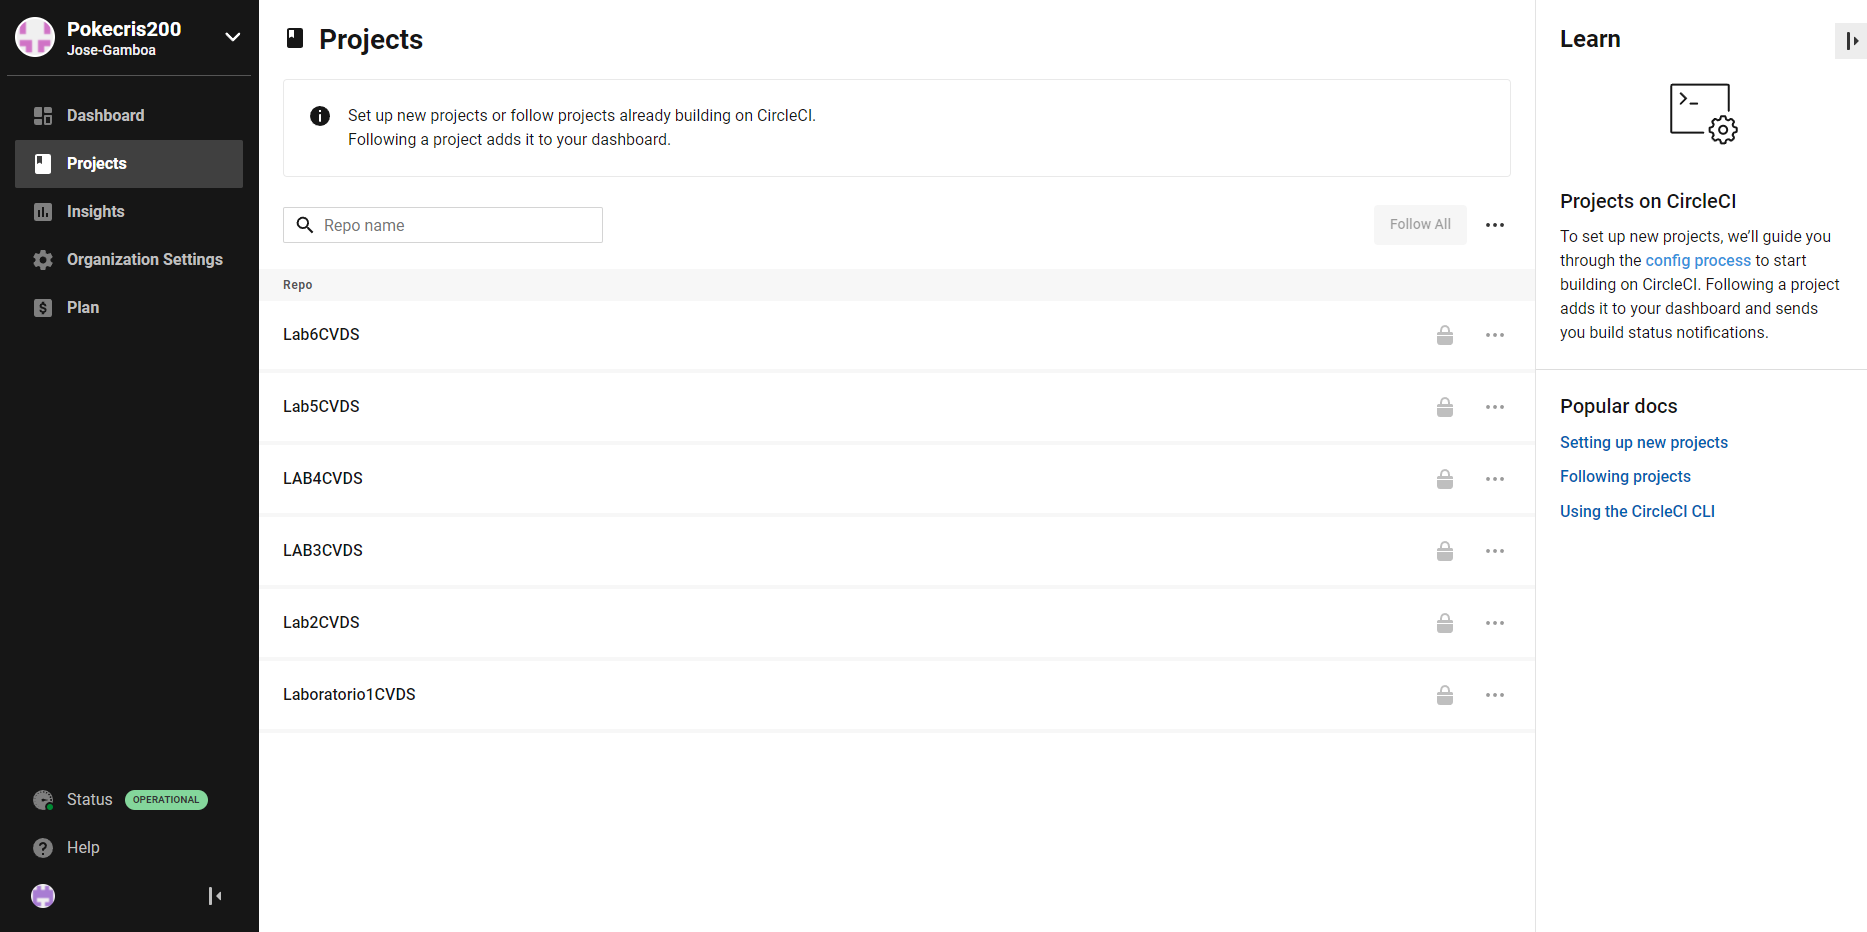 Pokecris200
Jose-Gamboa
Dashboard
Projects
Insights
Organization Settings
Plan
Status OPERATIONAL
Help
Projects
Set up new projects or follow projects already building on CircleCI.
Following a project adds it to your dashboard.
Repo name
Follow All
Repo
Lab6CVDS
Lab5CVDS
LAB4CVDS
LAB3CVDS
Lab2CVDS
Laboratorio1CVDS
Learn
Projects on CircleCI
To set up new projects, we’ll guide you
through the config process to start
building on CircleCI. Following a project
adds it to your dashboard and sends
you build status notifications.
Popular docs
Setting up new projects
Following projects
Using the CircleCI CLI